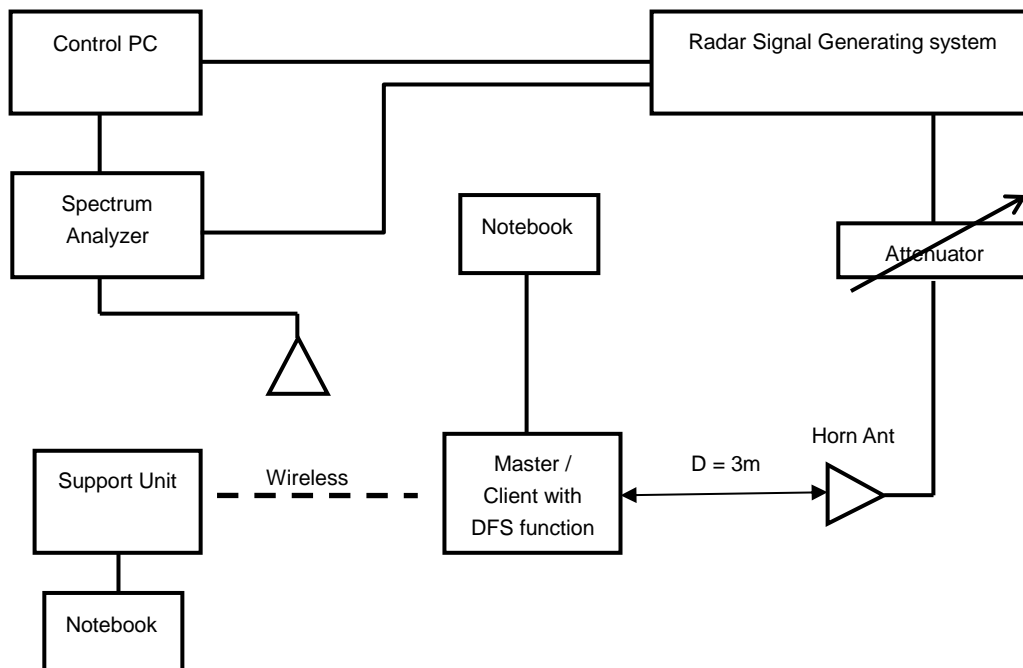 Control PC
Radar Signal Generating system
Spectrum
Analyzer
Notebook
Attenuator
Horn Ant
D = 3m
Master /
Client with
DFS function
Wireless
Support Unit
Notebook